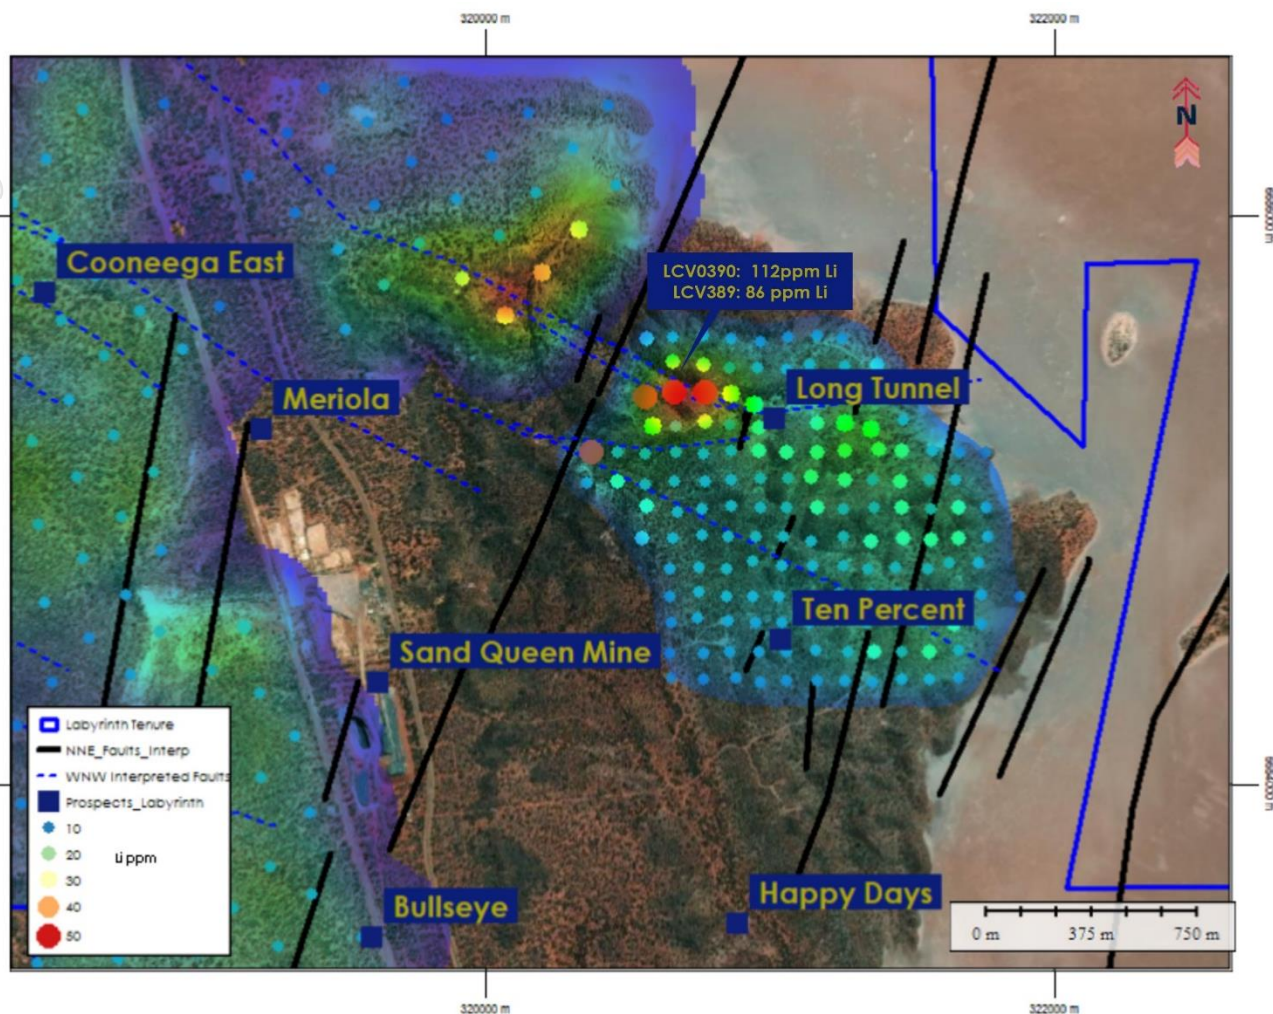 320000 m
322000 m
N
Cooneega East
LCV0390: 112ppm Li
LCV389: 86 ppm Li
Meriola
Long Tunnel
Ten Percent
Sand Queen Mine
Labyrinth Tenure
NNE_Faults_Interp
WNW Interpreted Faults
Prospects_Labyrinth
10
20
Li ppm
30
40
50
Bullseye
Happy Days
0 m
375 m
750 m
320000 m
322000 m